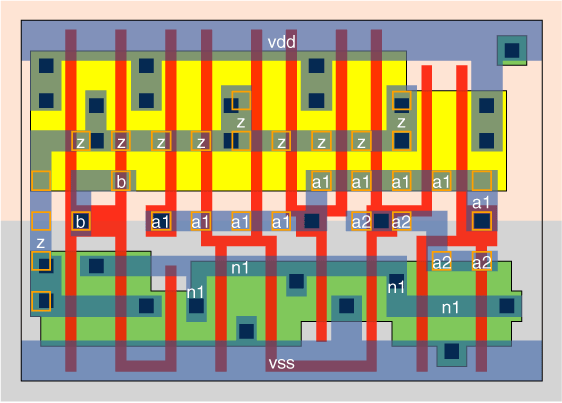 vdd
z z
z z z z z z z
b a1 a1 a1 a1
a1
b a1 a1 a1 a1 a2 a2
z
a2 a2
n1
n1 n1
n1
vss